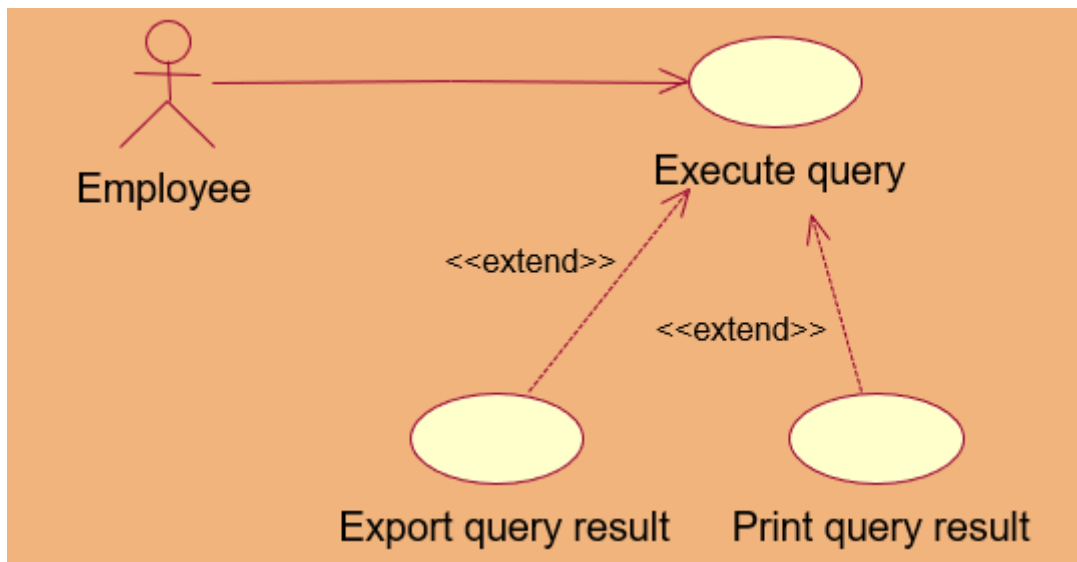 Employee
Execute query
<<extend>>
<<extend>>
Export query result
Print query result